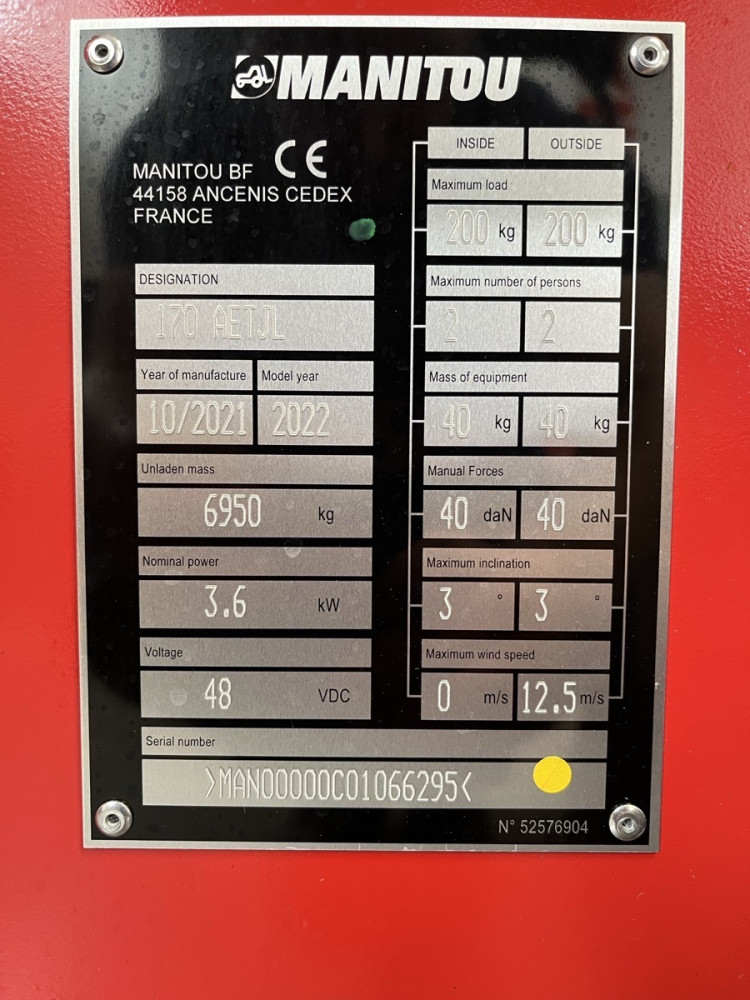 MANITOU
MANITOU BF CE
44158 ANCENIS CEDEX
FRANCE
DESIGNATION
170 AETJL
Year of manufacture Model year
10/2021 2022
Unladen mass
6950 kg
Nominal power
3.6 kW
Voltage
48 VDC
INSIDE OUTSIDE
Maximum load
200 kg 200 kg
Maximum number of persons
2 2
Mass of equipment
40 kg 40 kg
Manual Forces
40 daN 40 daN
Maximum inclination
3 ° 3 °
Maximum wind speed
0 m/s 12.5 m/s
Serial number
>MAN00000C01066295<
N° 52576904